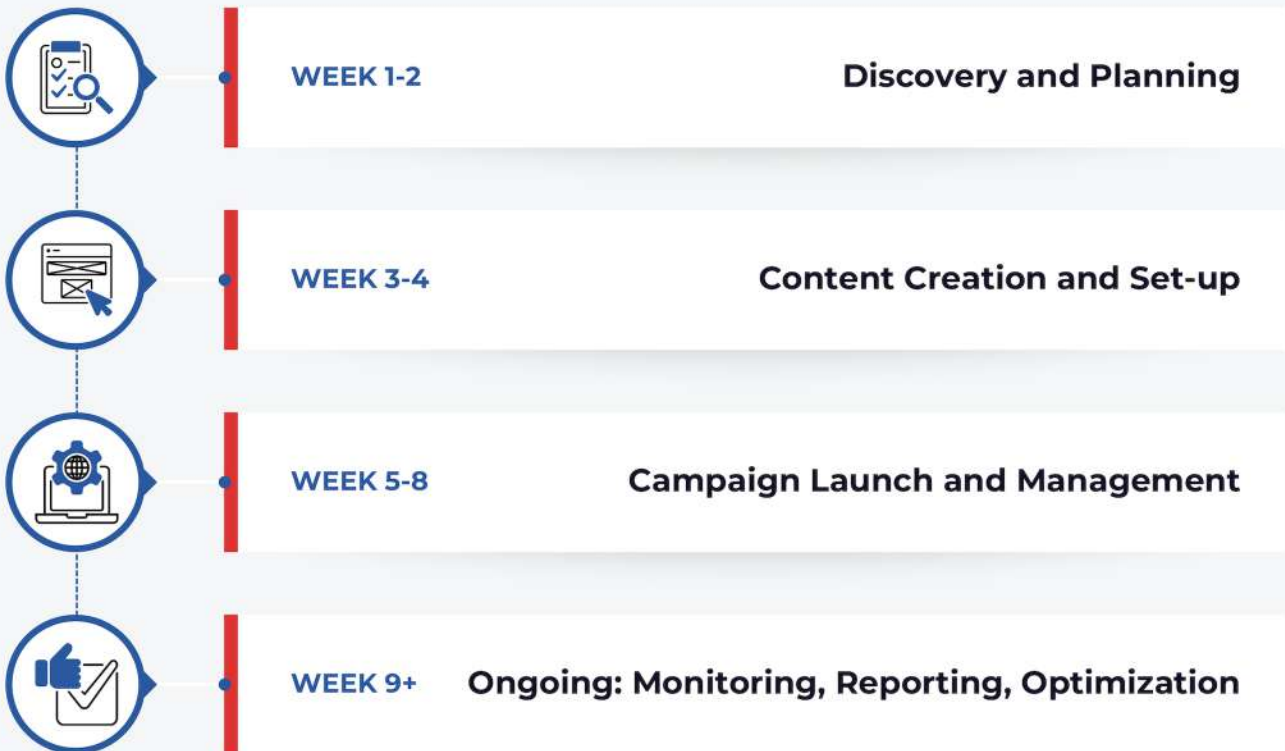 WEEK 1-2 Discovery and Planning
WEEK 3-4 Content Creation and Set-up
WEEK 5-8 Campaign Launch and Management
WEEK 9+ Ongoing: Monitoring, Reporting, Optimization